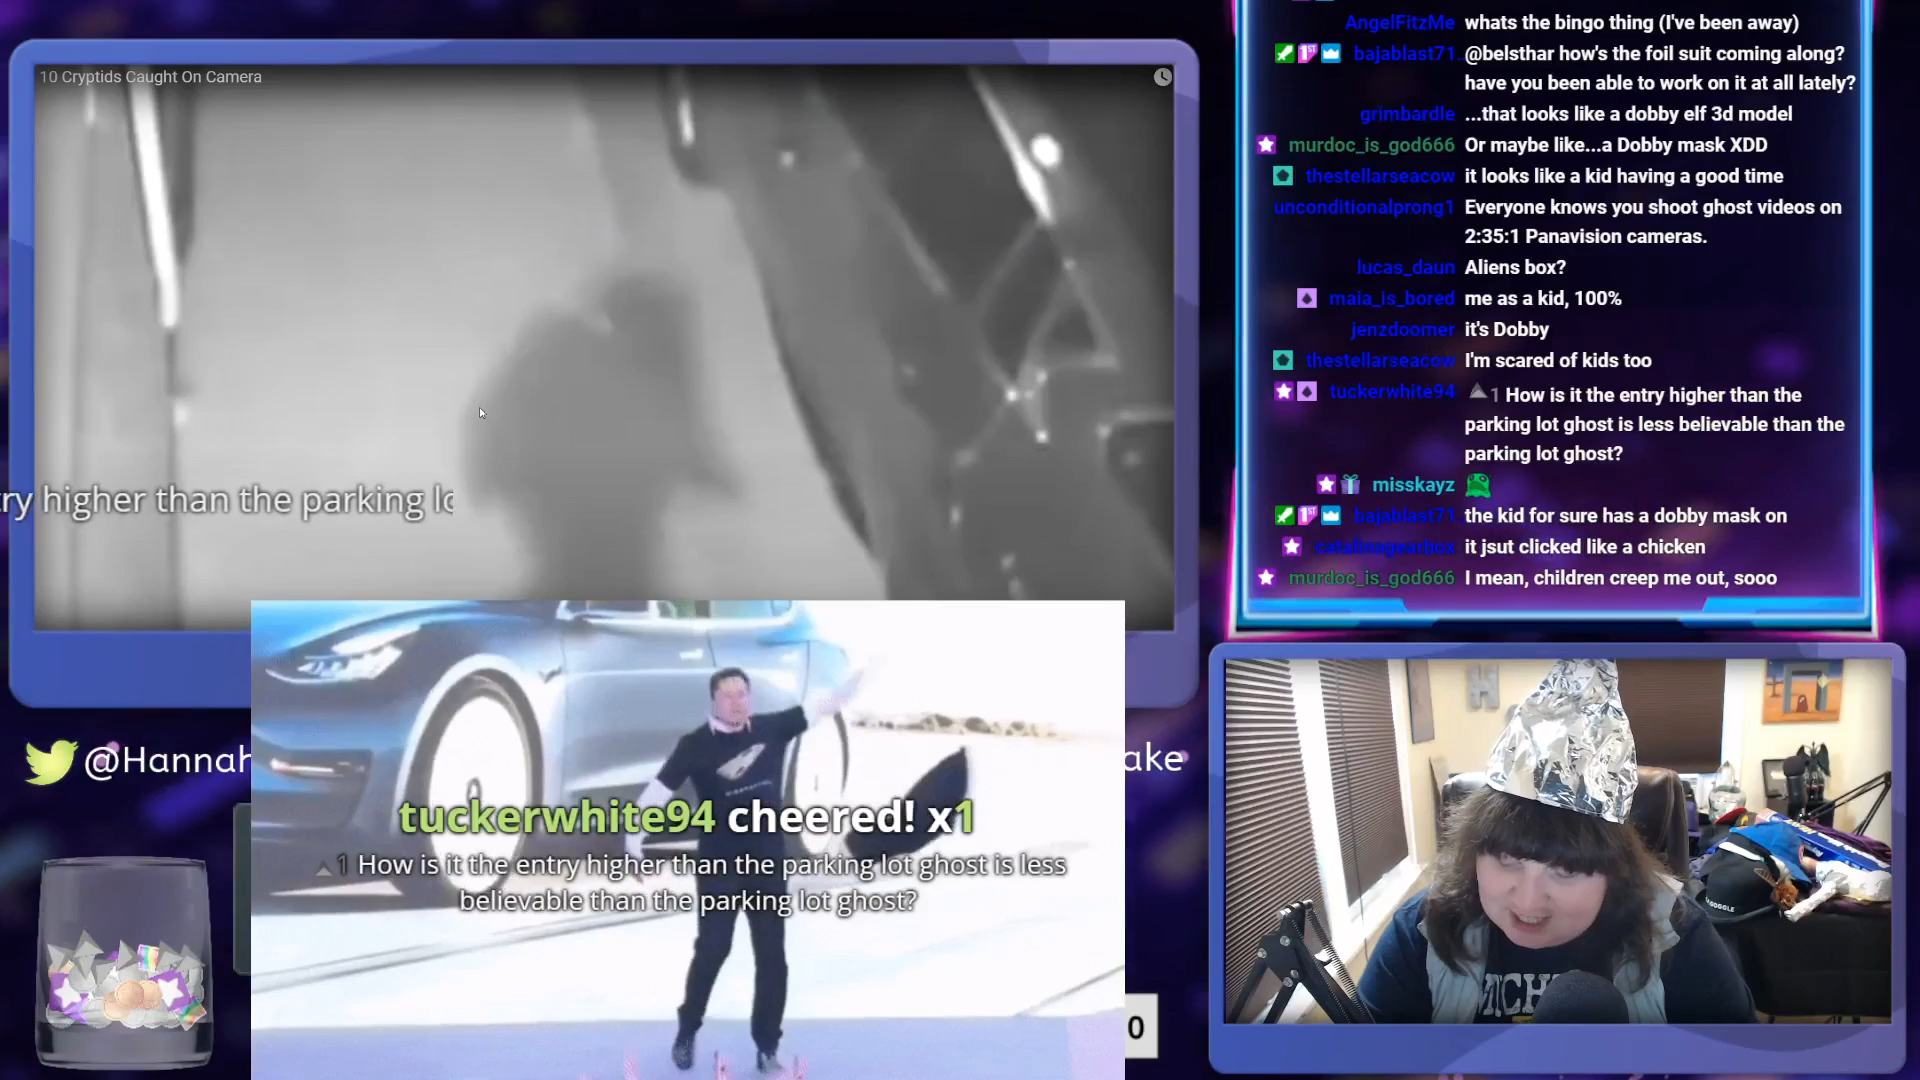 10 Cryptids Caught On Camera
ry higher than the parking lo
tuckerwhite94 cheered! x1
1 How is it the entry higher than the parking lot ghost is less
believable than the parking lot ghost?
@Hannah
ake
0
AngelFitzMe whats the bingo thing (I've been away)
bajablast71 @belsthar how's the foil suit coming along?
have you been able to work on it at all lately?
grimbardle ...that looks like a dobby elf 3d model
murdoc_is_god666 Or maybe like...a Dobby mask XDD
thestellarseacow it looks like a kid having a good time
unconditionalprong1 Everyone knows you shoot ghost videos on
2:35:1 Panavision cameras.
lucas_daun Aliens box?
maia_is_bored me as a kid, 100%
jenzdoomer it's Dobby
thestellarseacow I'm scared of kids too
tuckerwhite94 1 How is it the entry higher than the
parking lot ghost is less believable than the
parking lot ghost?
misskayz
bajablast71 the kid for sure has a dobby mask on
catalinagearbox it jsut clicked like a chicken
murdoc_is_god666 I mean, children creep me out, sooo